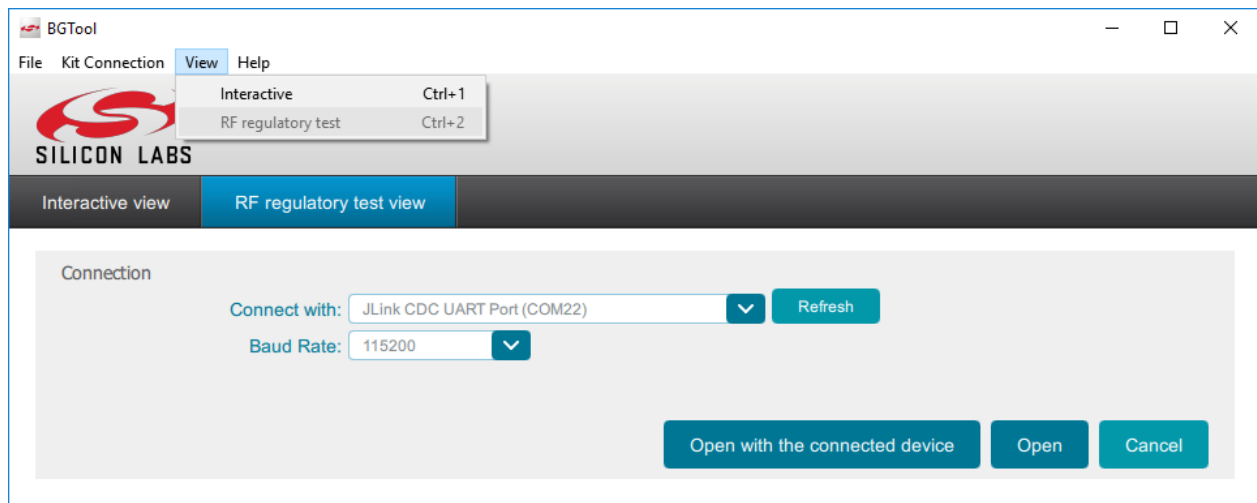 BGTool
File Kit Connection View Help
Interactive Ctrl+1
RF regulatory test Ctrl+2
SILICON LABS
Interactive view RF regulatory test view
Connection
Connect with: JLink CDC UART Port (COM22) Refresh
Baud Rate: 115200
Open with the connected device Open Cancel